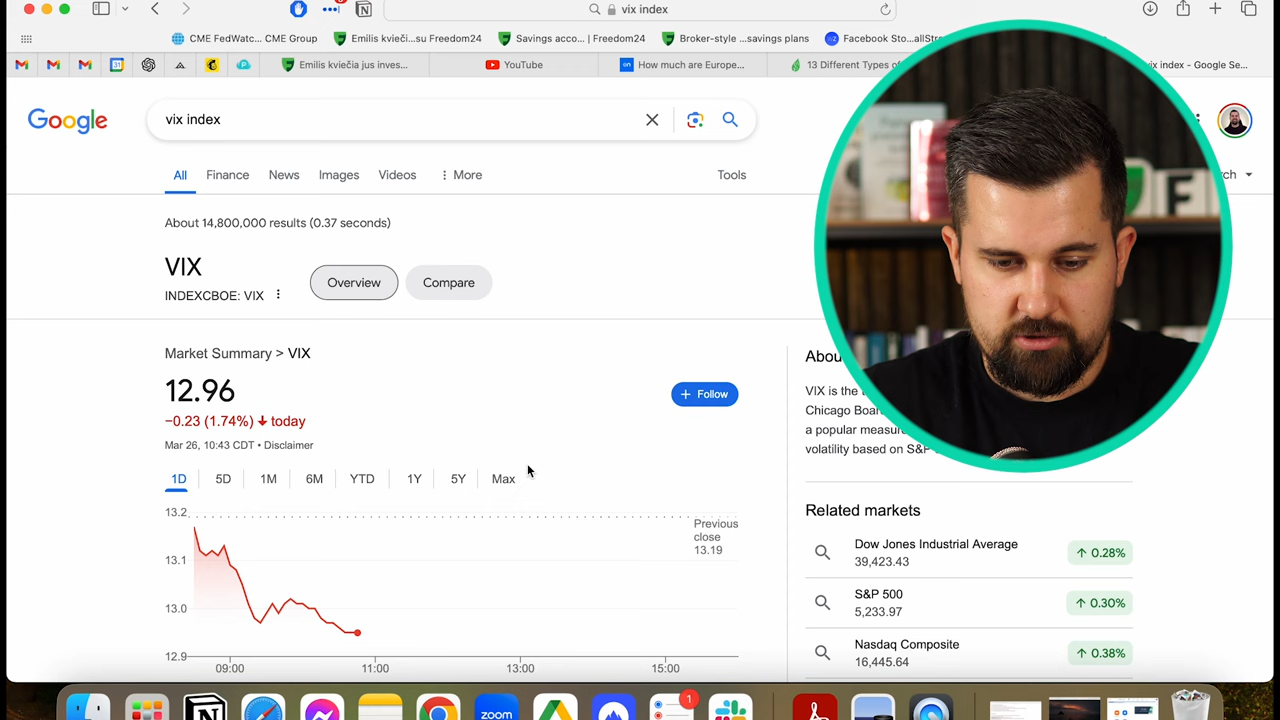 vix index
CME FedWatc... CME Group
Emilis kvieči...su Freedom24
Savings acco... | Freedom24
Broker-style ...savings plans
Facebook Sto...allStre
Emilis kviečia jus inves...
YouTube
How much are Europe...
13 Different Types of
vix index - Google Se...
Google
vix index
All
Finance
News
Images
Videos
More
Tools
rch
About 14,800,000 results (0.37 seconds)
VIX
INDEXCBOE: VIX
Overview
Compare
Market Summary > VIX
12.96
−0.23 (1.74%) ↓ today
Mar 26, 10:43 CDT • Disclaimer
+ Follow
1D
5D
1M
6M
YTD
1Y
5Y
Max
13.2
13.1
13.0
12.9
Previous
close
13.19
09:00
11:00
13:00
15:00
Abou
VIX is the
Chicago Boar
a popular measur
volatility based on S&P
Related markets
Dow Jones Industrial Average
39,423.43
↑ 0.28%
S&P 500
5,233.97
↑ 0.30%
Nasdaq Composite
16,445.64
↑ 0.38%
zoom
1